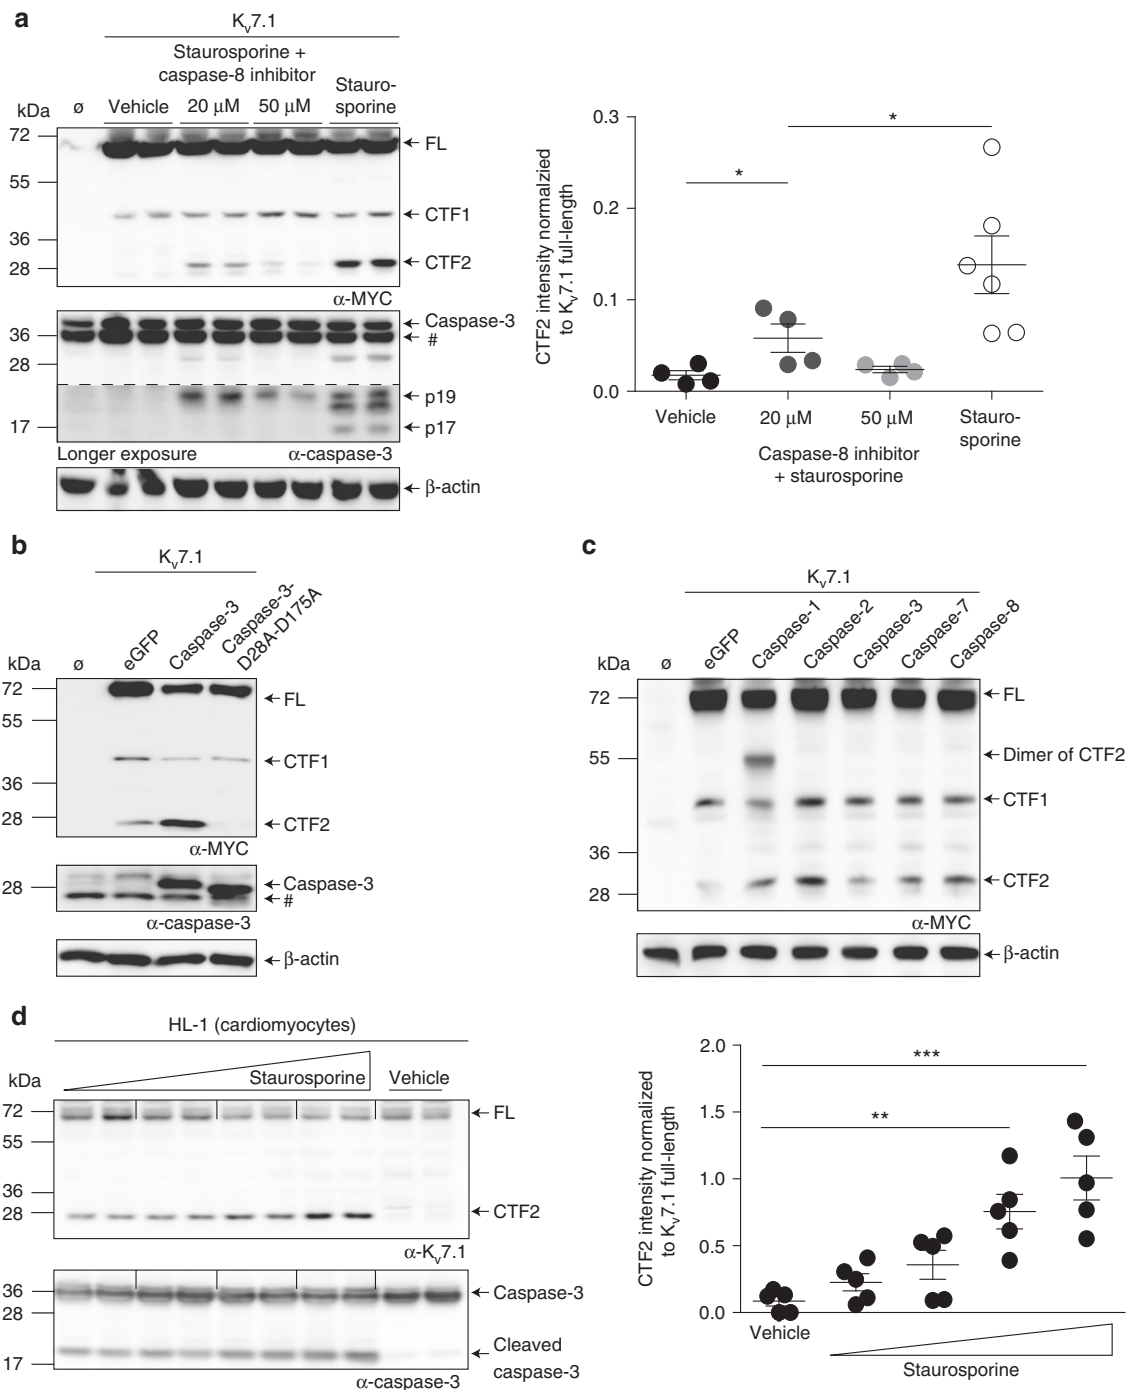 a
Kv7.1
Staurosporine +
caspase-8 inhibitor
Stauro-
sporine
kDa ø Vehicle 20 μM 50 μM
72
FL
55
CTF1
36
28
CTF2
α-MYC
Caspase-3
36
#
28
p19
17
p17
Longer exposure
α-caspase-3
β-actin
CTF2 intensity normalzied
to Kv7.1 full-length
0.3
0.2
0.1
0.0
*
*
Vehicle 20 μM 50 μM Stauro-
sporine
Caspase-8 inhibitor
+ staurosporine
b
Kv7.1
kDa ø eGFP Caspase-3 Caspase-3-
D28A-D175A
72
FL
55
CTF1
36
28
CTF2
α-MYC
28
Caspase-3
#
α-caspase-3
β-actin
c
Kv7.1
kDa ø eGFP Caspase-1 Caspase-2 Caspase-3 Caspase-7 Caspase-8
72
FL
55
Dimer of CTF2
CTF1
36
CTF2
28
α-MYC
β-actin
d
HL-1 (cardiomyocytes)
kDa
Staurosporine Vehicle
72
FL
55
36
28
CTF2
α-Kv7.1
36
Caspase-3
28
Cleaved
caspase-3
17
α-caspase-3
CTF2 intensity normalized
to Kv7.1 full-length
2.0
1.5
1.0
0.5
0.0
***
**
Vehicle
Staurosporine